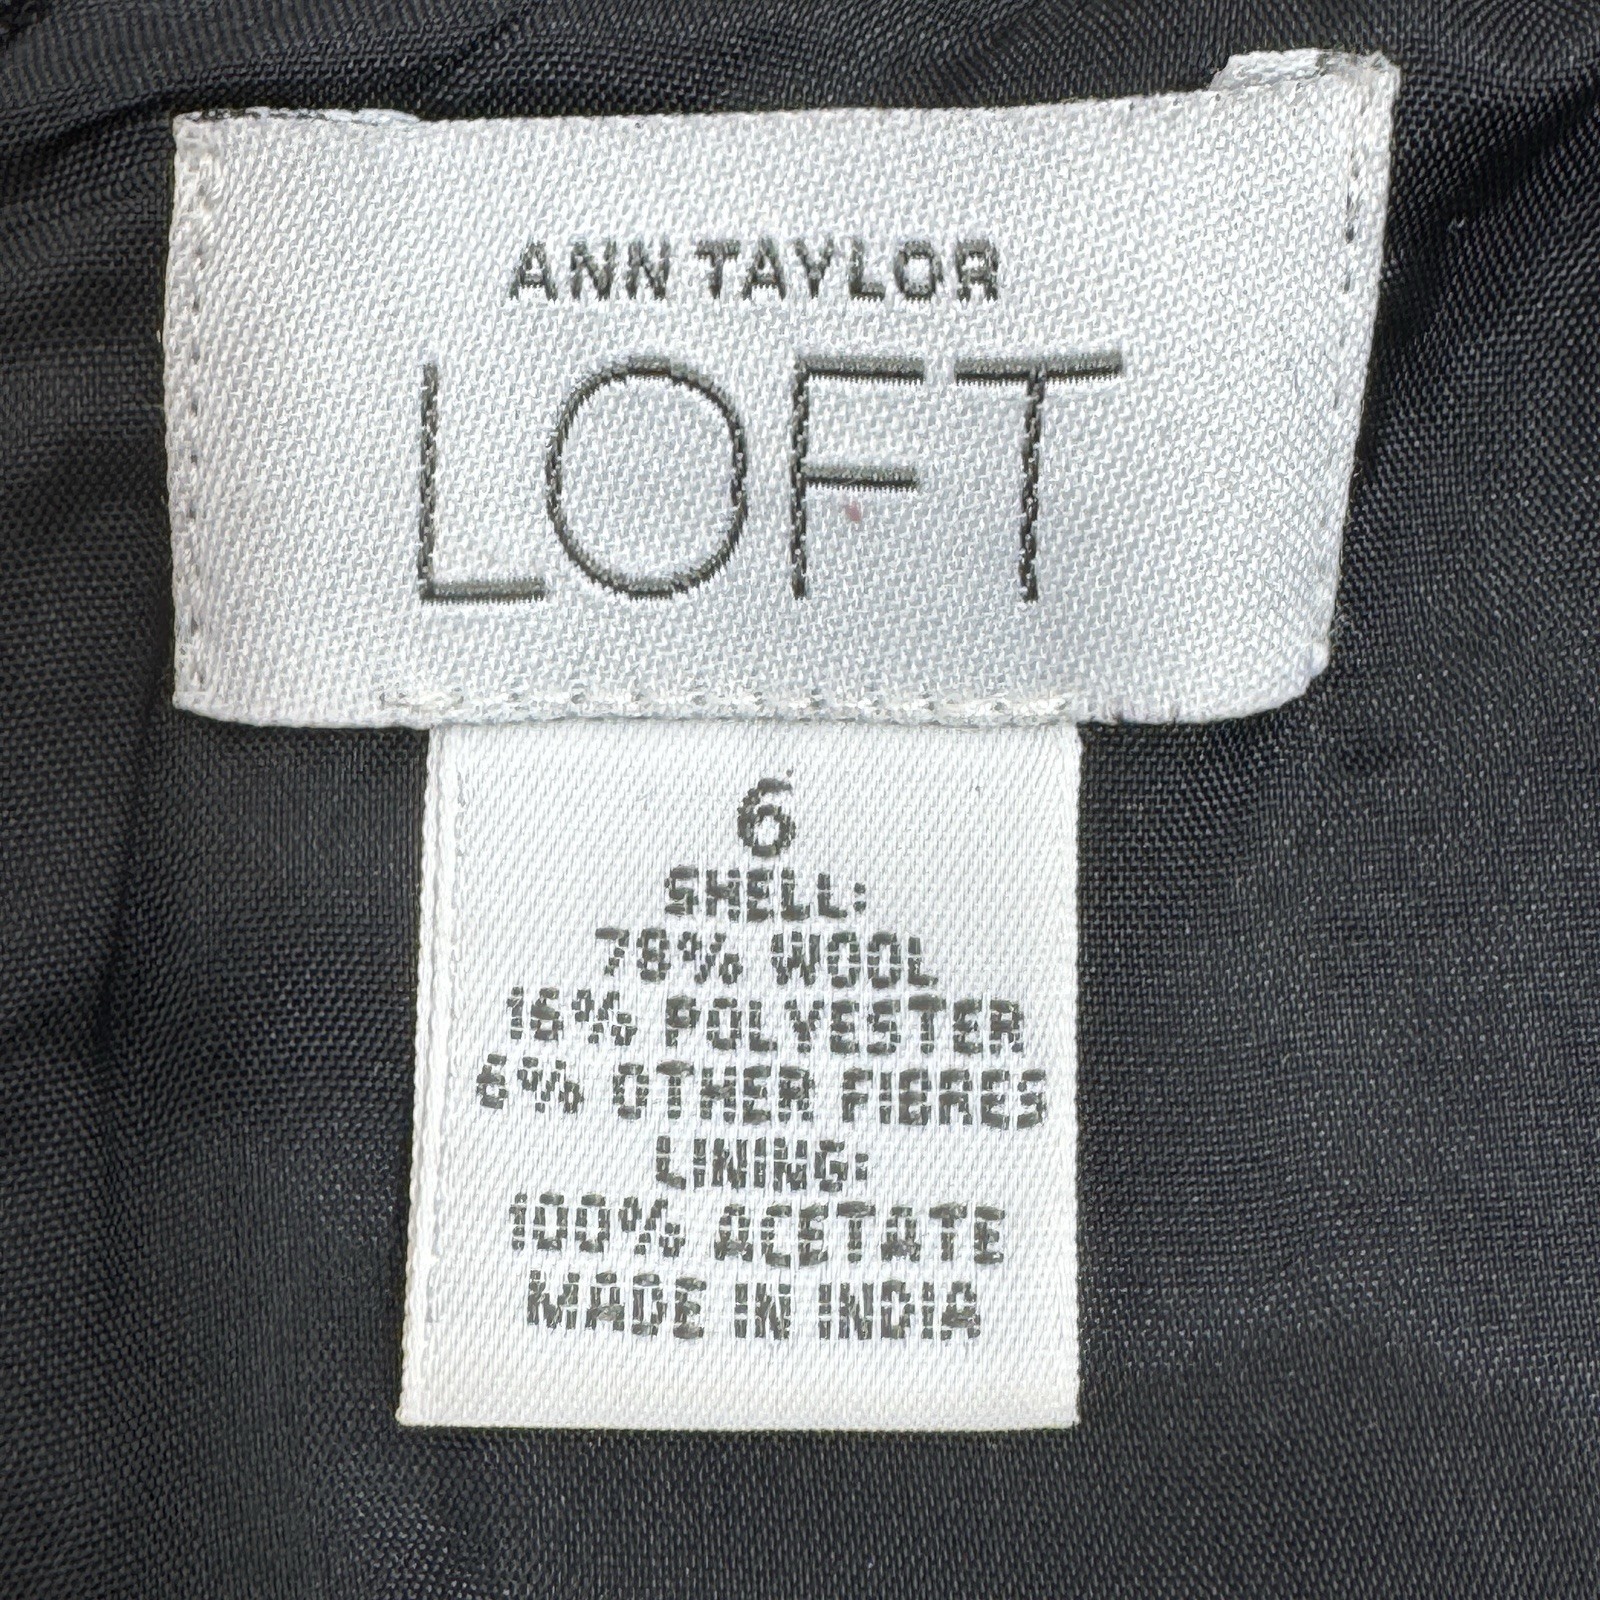 ANN TAYLOR
LOFT
6
SHELL:
78% WOOL
16% POLYESTER
6% OTHER FIBRES
LINING:
100% ACETATE
MADE IN INDIA